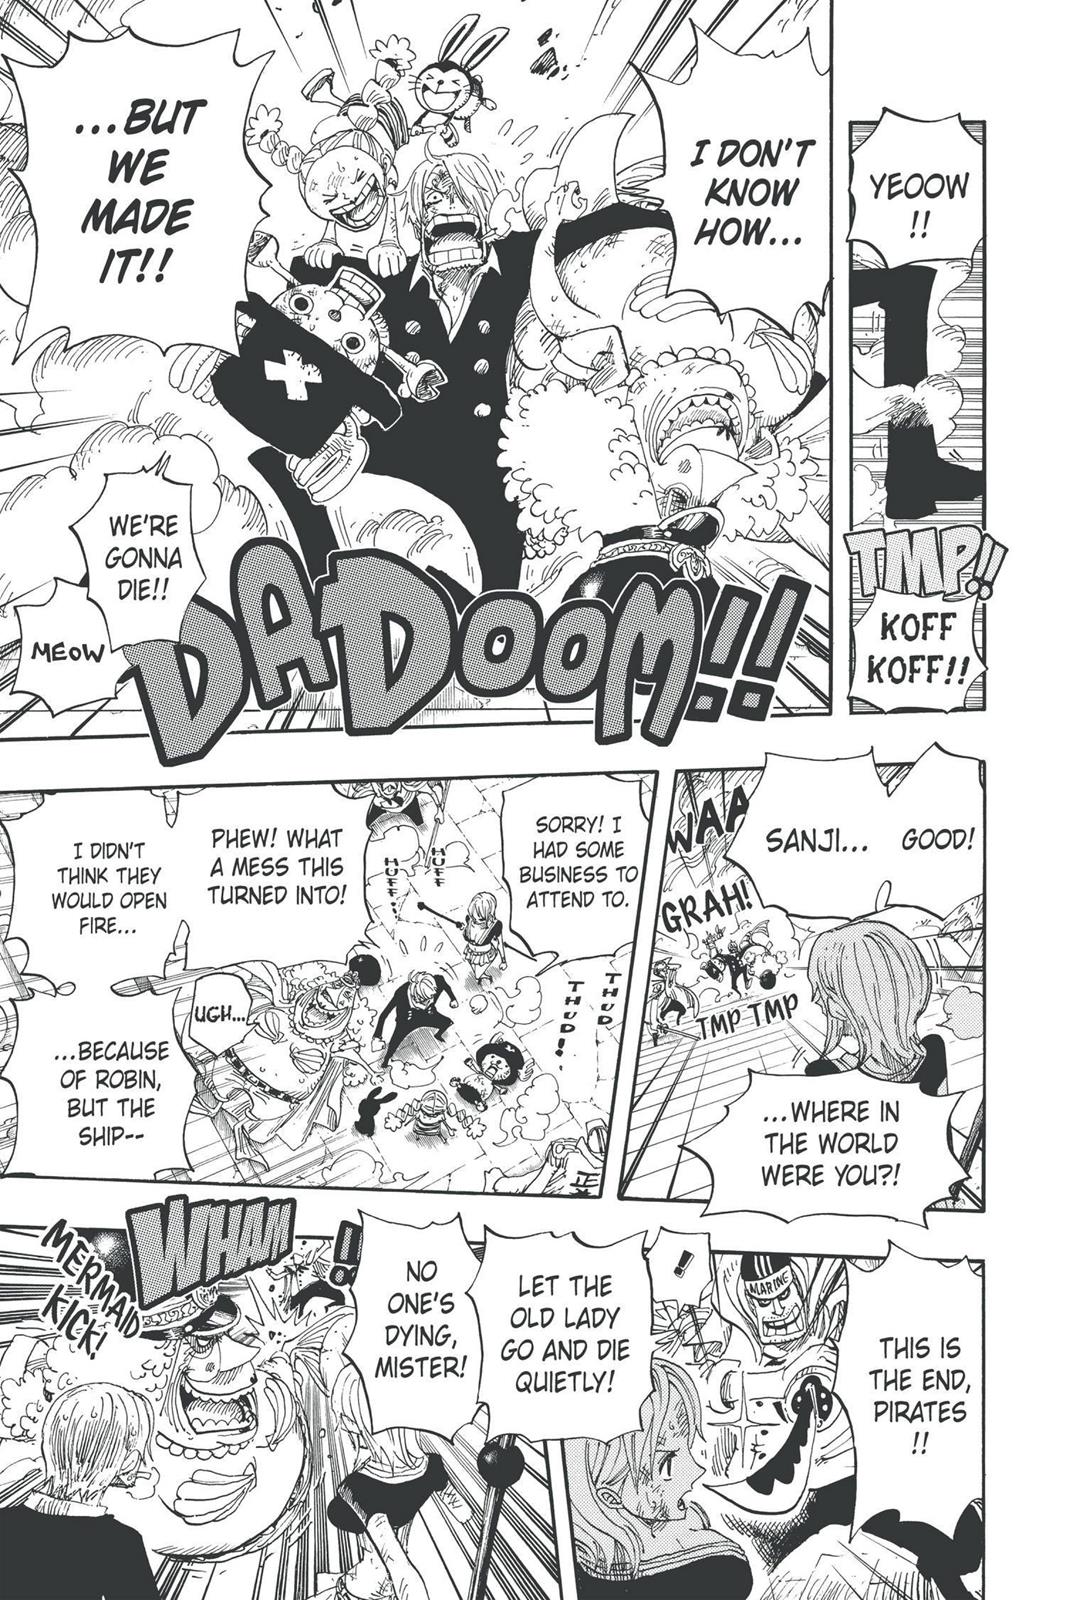 YEOOW
!!
TMP!!
KOFF
KOFF!!
I DON'T
KNOW
HOW...
...BUT
WE
MADE
IT!!
WE'RE
GONNA
DIE!!
MEOW
DADOOM!!
GOOD!
SANJI...
WAA
GRAH!
TMP TMP
...WHERE IN
THE WORLD
WERE YOU?!
SORRY! I
HAD SOME
BUSINESS TO
ATTEND TO.
HUFF
HUFF...
THUD
THUD!
PHEW! WHAT
A MESS THIS
TURNED INTO!
UGH...
I DIDN'T
THINK THEY
WOULD OPEN
FIRE...
...BECAUSE
OF ROBIN,
BUT THE
SHIP--
正
MARINE
THIS IS
THE END,
PIRATES
!!
!
LET THE
OLD LADY
GO AND DIE
QUIETLY!
NO
ONE'S
DYING,
MISTER!
WHAM!!
MERMAID
KICK!